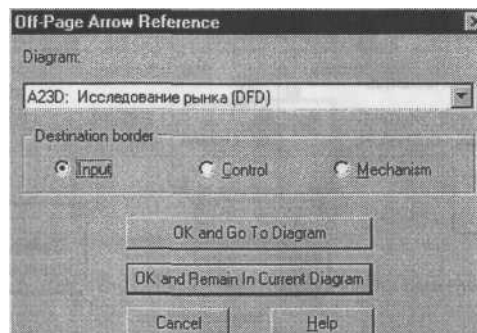 Off-Page Arrow Reference
Diagram:
A23D: Исследование рынка (DFD)
Destination border
Input Control Mechanism
OK and Go To Diagram
OK and Remain In Current Diagram
Cancel Help